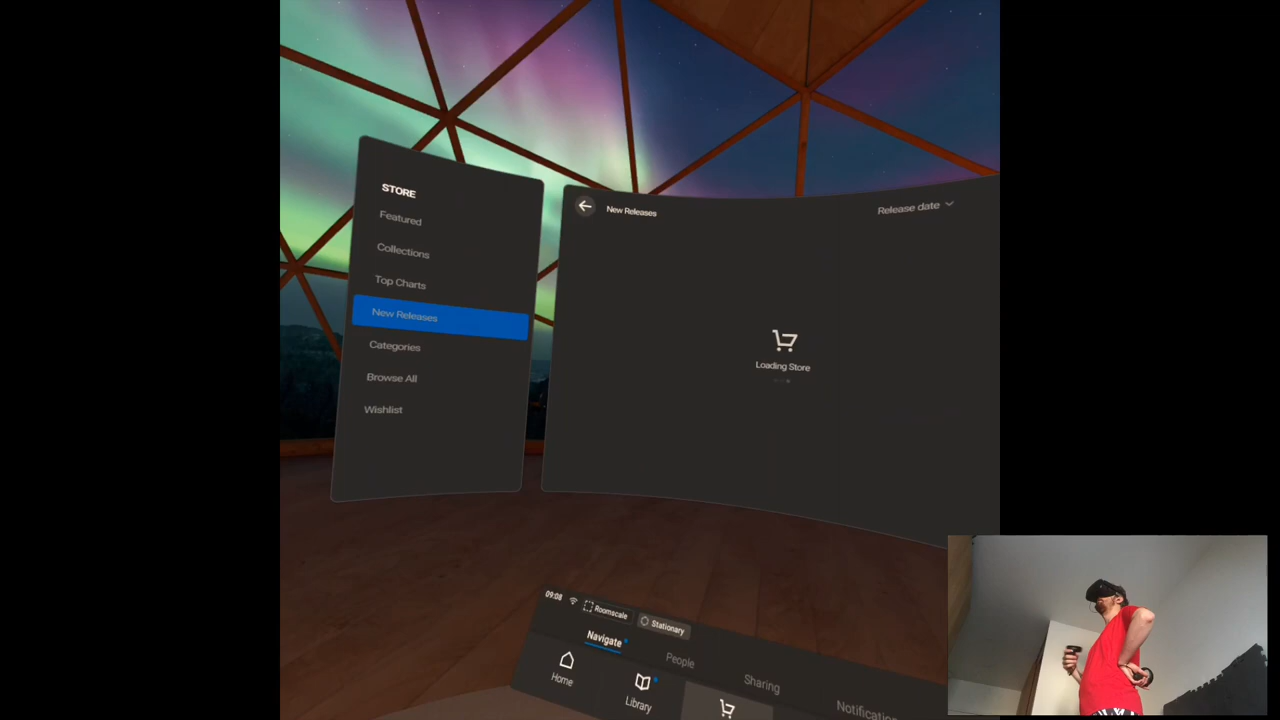 STORE
Featured
Collections
Top Charts
New Releases
Categories
Browse All
Wishlist
New Releases
Release date
Loading Store
09:08
Roomscale
Stationary
Navigate
People
Sharing
Home
Library